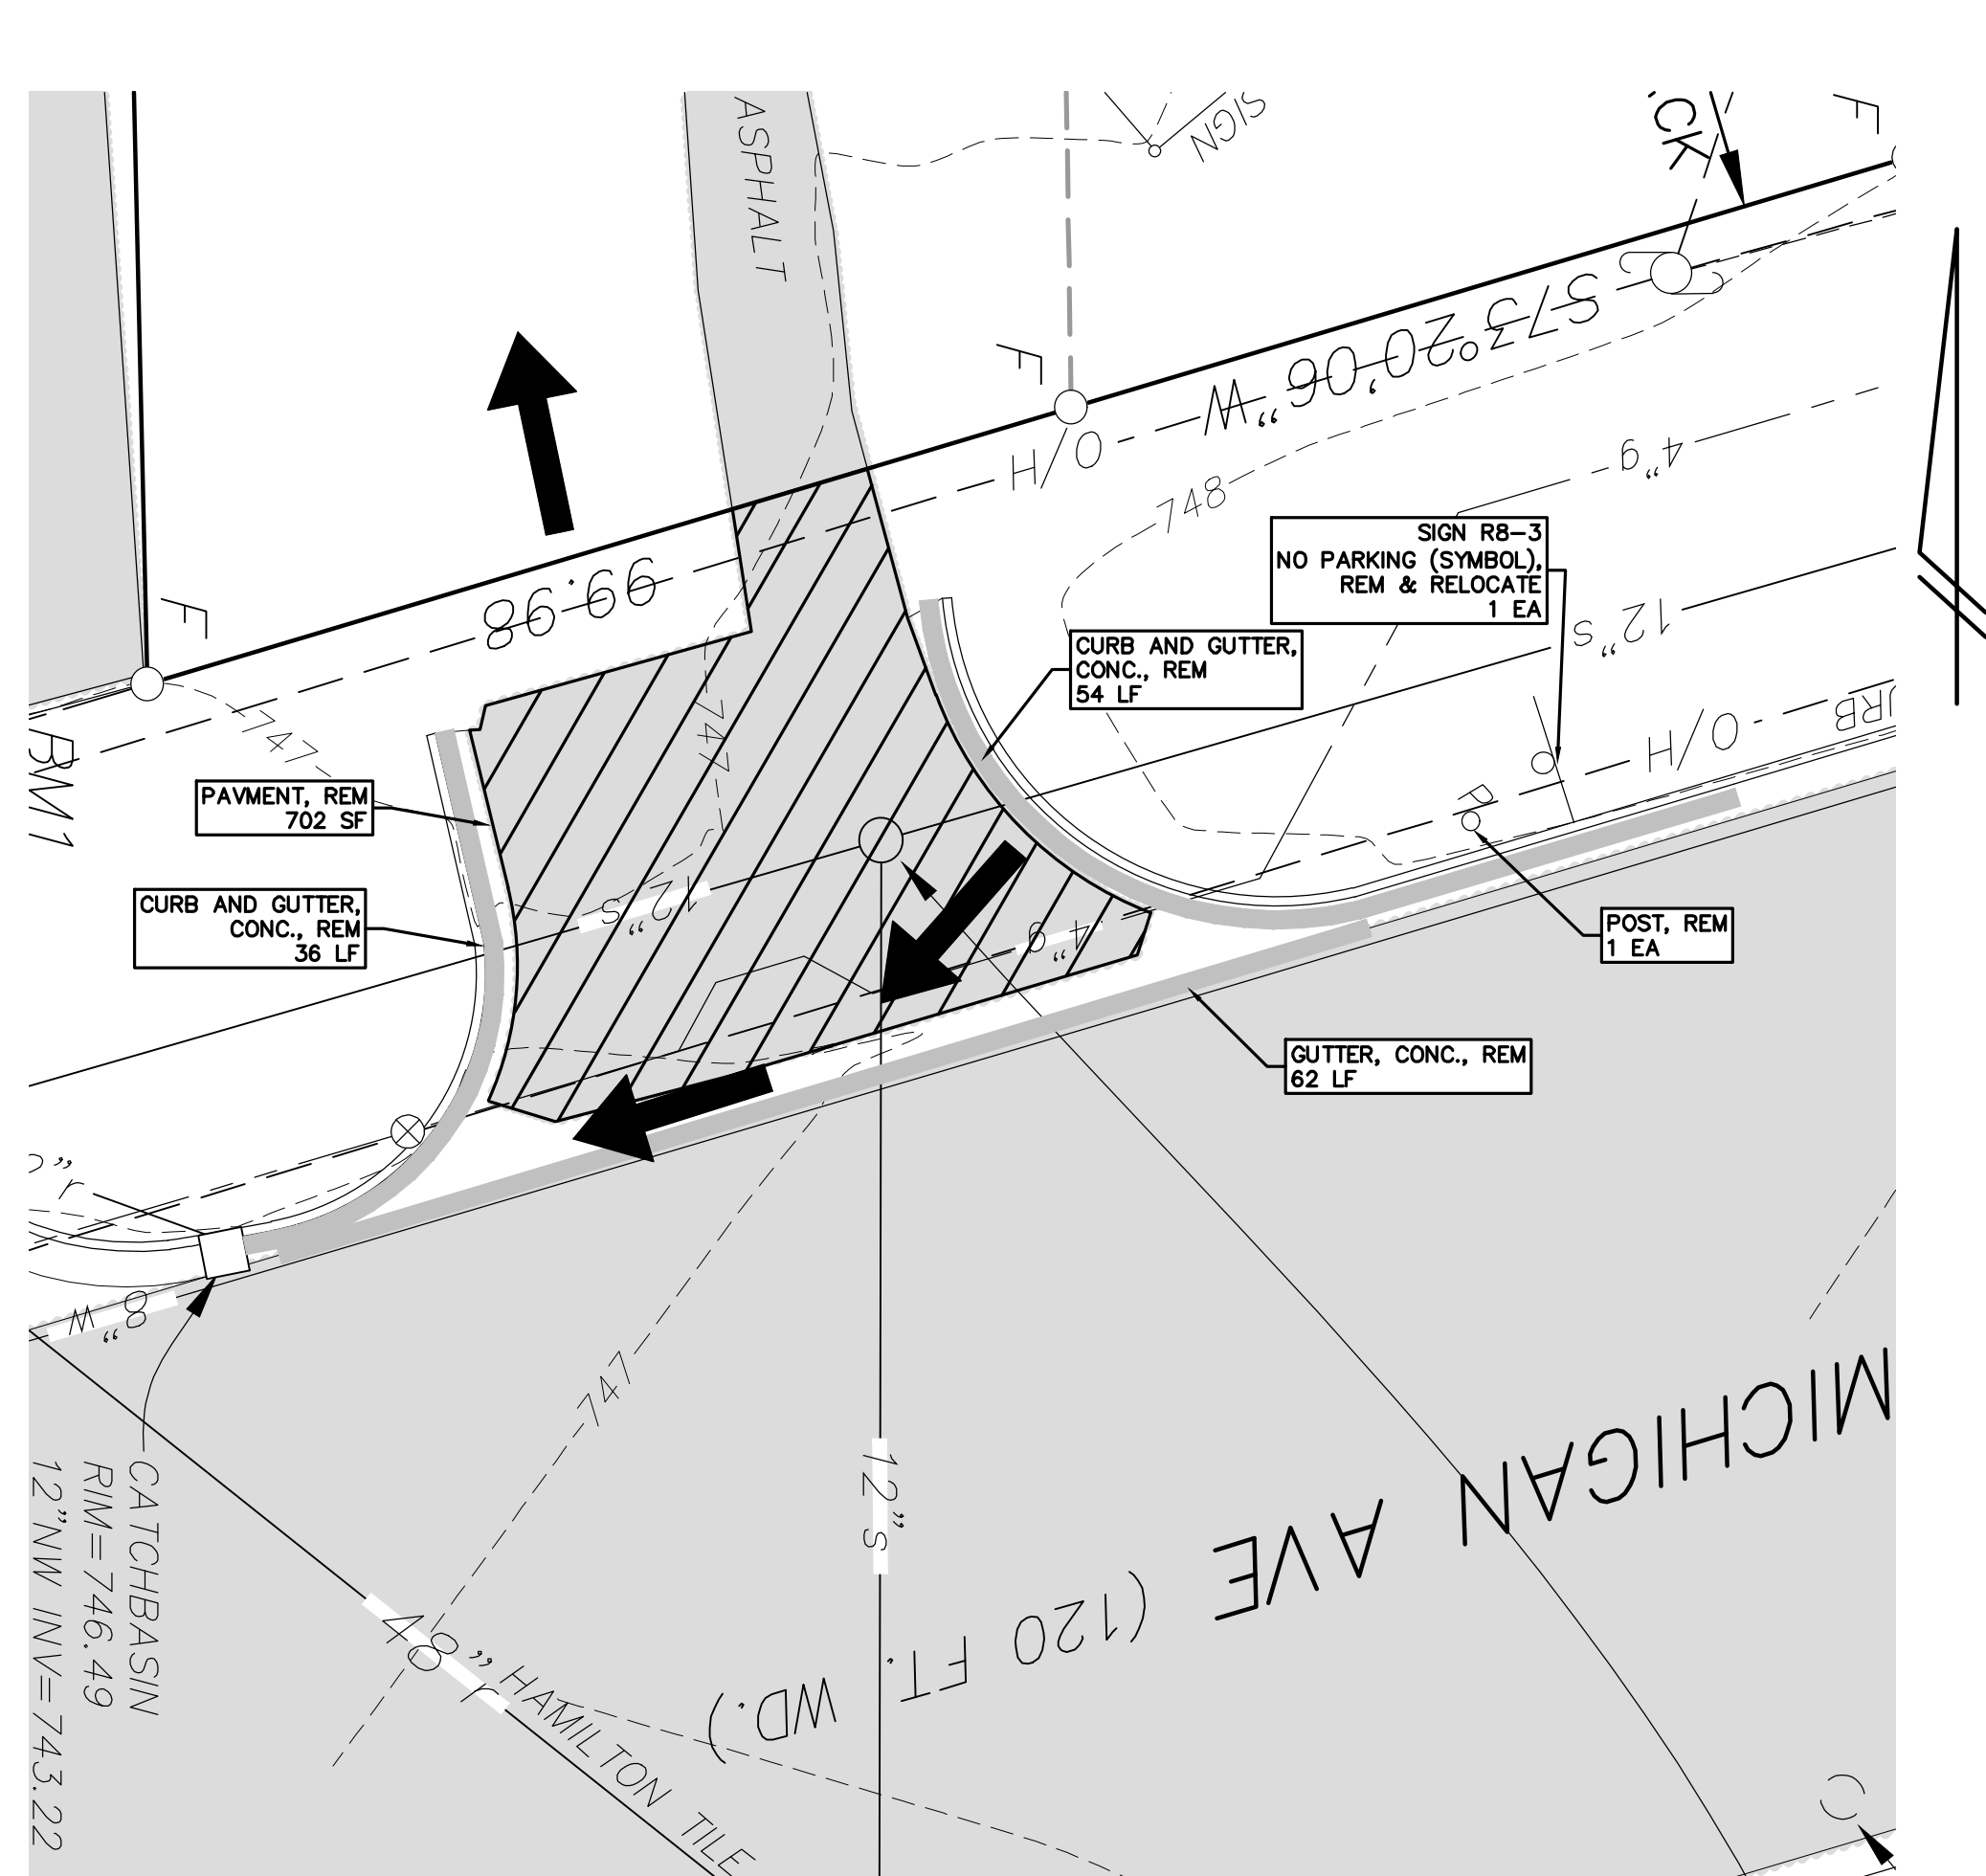 ASPHALT
SIGN
.CK
F
S73°20'06"W
F
O/H
4"g
748
SIGN R8-3
NO PARKING (SYMBOL),
REM & RELOCATE
1 EA
99.98
F
12"s
CURB AND GUTTER,
CONC., REM
54 LF
747
747
URB
O/H
BM1
PAVMENT, REM
702 SF
P
CURB AND GUTTER,
CONC., REM
36 LF
12"s
4"g
POST, REM
1 EA
GUTTER, CONC., REM
62 LF
8"W
747
MICHIGAN AVE (120 FT. WD.)
12"s
CATCHBASIN
RIM=746.49
12"NW INV=743.22
HAMILTON TILE